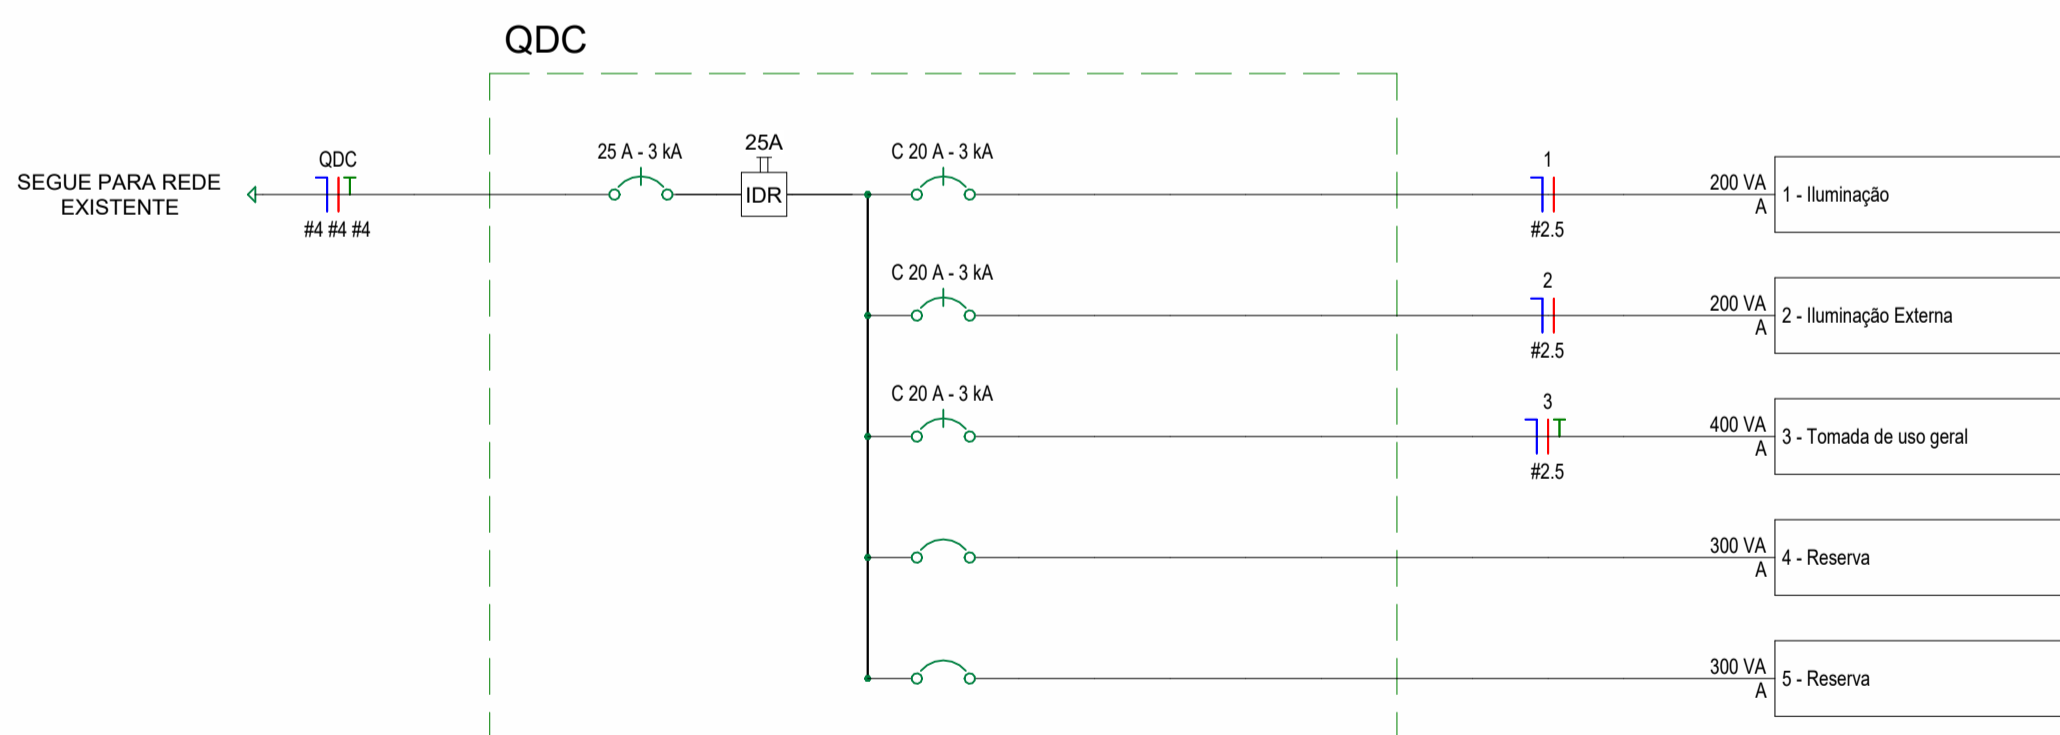 QDC
SEGUE PARA REDE
EXISTENTE
QDC
#4 #4 #4
25 A - 3 kA
25A
IDR
C 20 A - 3 kA
1
#2.5
200 VA
A
1 - Iluminação
C 20 A - 3 kA
2
#2.5
200 VA
A
2 - Iluminação Externa
C 20 A - 3 kA
3
#2.5
400 VA
A
3 - Tomada de uso geral
300 VA
A
4 - Reserva
300 VA
A
5 - Reserva